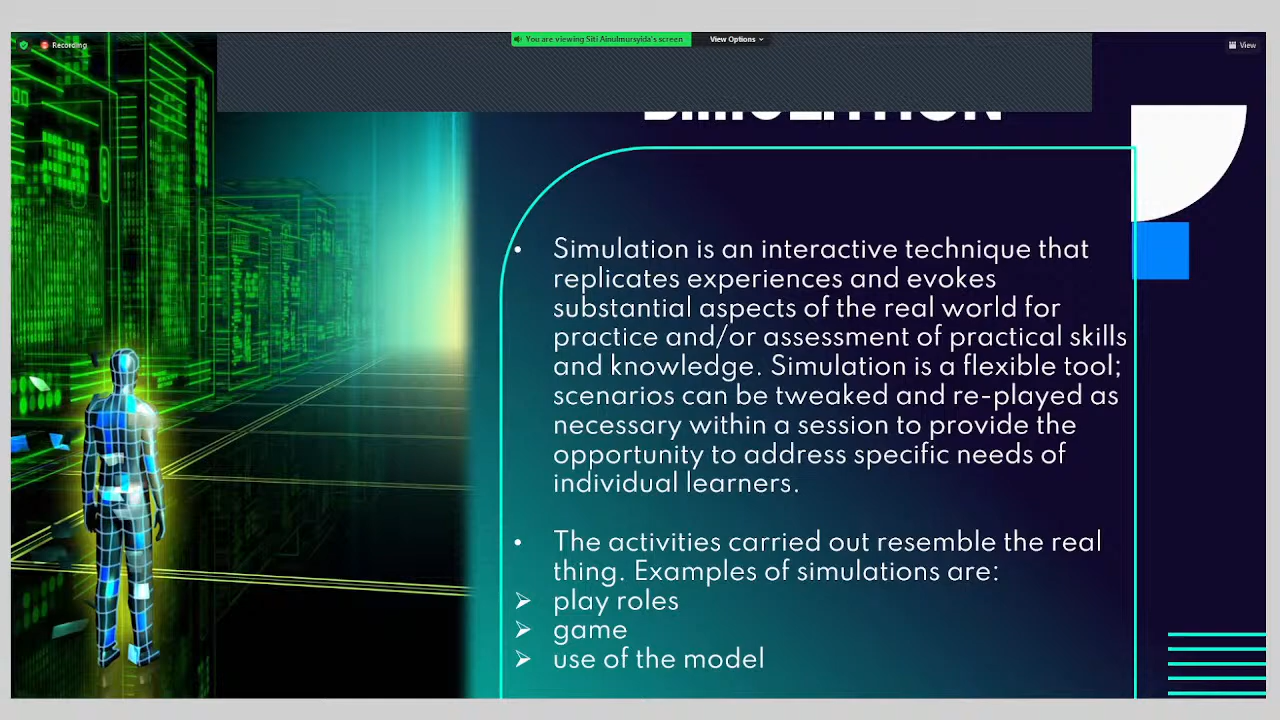 Recording
You are viewing Siti Ainulmursyida's screen
View Options
View
SIMULATION
• Simulation is an interactive technique that
replicates experiences and evokes
substantial aspects of the real world for
practice and/or assessment of practical skills
and knowledge. Simulation is a flexible tool;
scenarios can be tweaked and re-played as
necessary within a session to provide the
opportunity to address specific needs of
individual learners.
• The activities carried out resemble the real
thing. Examples of simulations are:
➢ play roles
➢ game
➢ use of the model